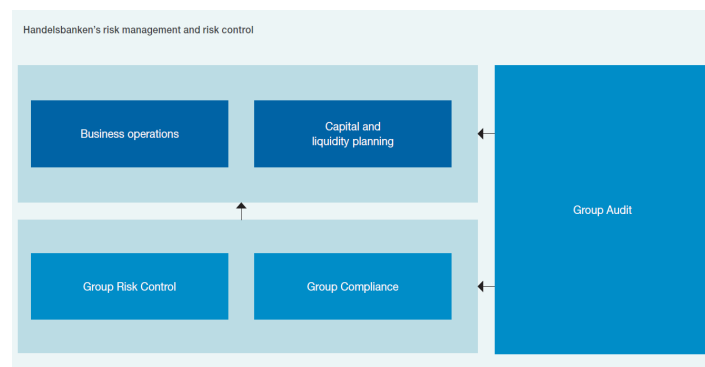 Handelsbanken's risk management and risk control
Business operations
Capital and
liquidity planning
Group Audit
Group Risk Control
Group Compliance